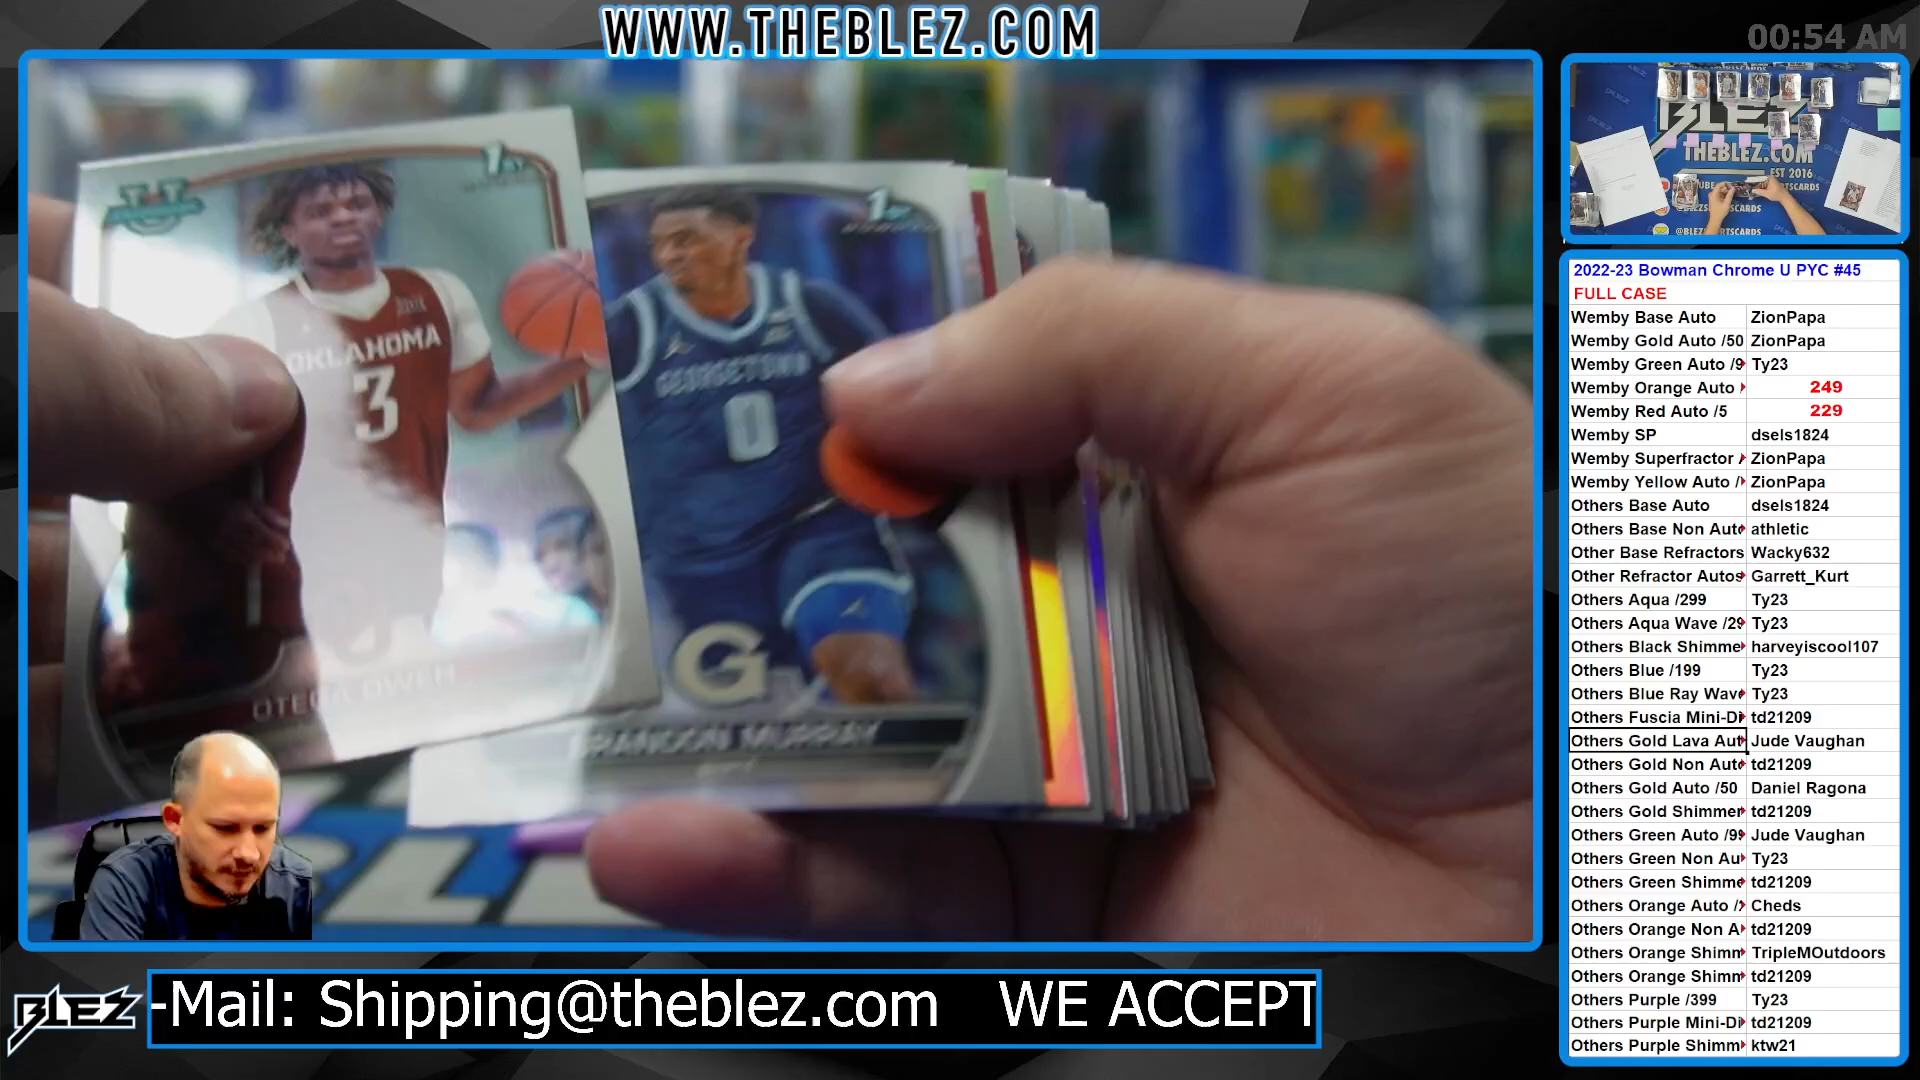 WWW.THEBLEZ.COM
00:54 AM
1ST
OKLAHOMA
3
OTEGA OWEH
1ST
GEORGETOWN
0
G
BRANDON MURRAY
BLEZ
THEBLEZ.COM
EST 2016
2022-23 Bowman Chrome U PYC #45
FULL CASE
Wemby Base Auto ZionPapa
Wemby Gold Auto /50 ZionPapa
Wemby Green Auto /9 Ty23
Wemby Orange Auto 249
Wemby Red Auto /5 229
Wemby SP dsels1824
Wemby Superfractor ZionPapa
Wemby Yellow Auto / ZionPapa
Others Base Auto dsels1824
Others Base Non Auto athletic
Other Base Refractors Wacky632
Other Refractor Autos Garrett_Kurt
Others Aqua /299 Ty23
Others Aqua Wave /29 Ty23
Others Black Shimme harveyiscool107
Others Blue /199 Ty23
Others Blue Ray Wave Ty23
Others Fuscia Mini-Di td21209
Others Gold Lava Aut Jude Vaughan
Others Gold Non Auto td21209
Others Gold Auto /50 Daniel Ragona
Others Gold Shimmer td21209
Others Green Auto /99 Jude Vaughan
Others Green Non Au Ty23
Others Green Shimme td21209
Others Orange Auto / Cheds
Others Orange Non A td21209
Others Orange Shimm TripleMOutdoors
Others Orange Shimm td21209
Others Purple /399 Ty23
Others Purple Mini-Di td21209
Others Purple Shimm ktw21
BLEZ
-Mail: Shipping@theblez.com WE ACCEPT